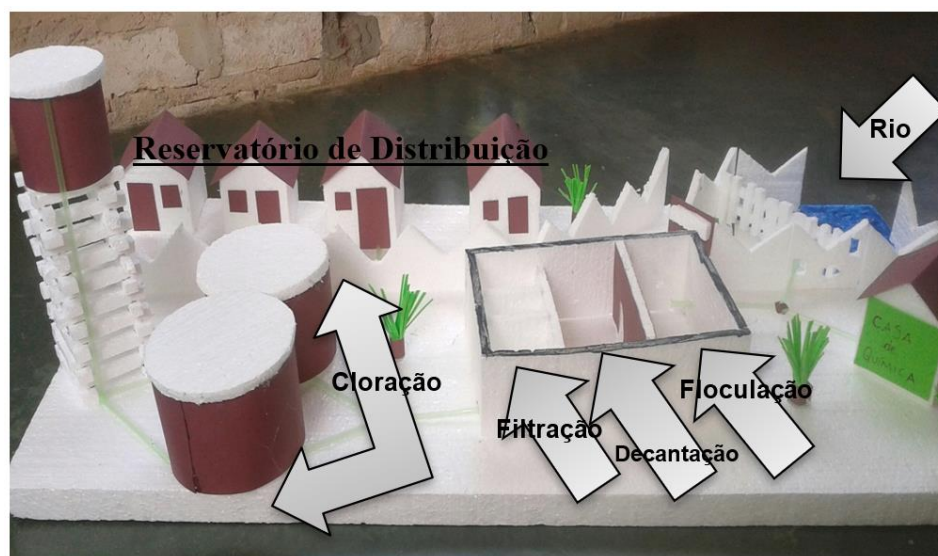 Rio
Reservatório de Distribuição
CASA
de
QUÍMICA
Cloração
Floculação
Filtração
Decantação